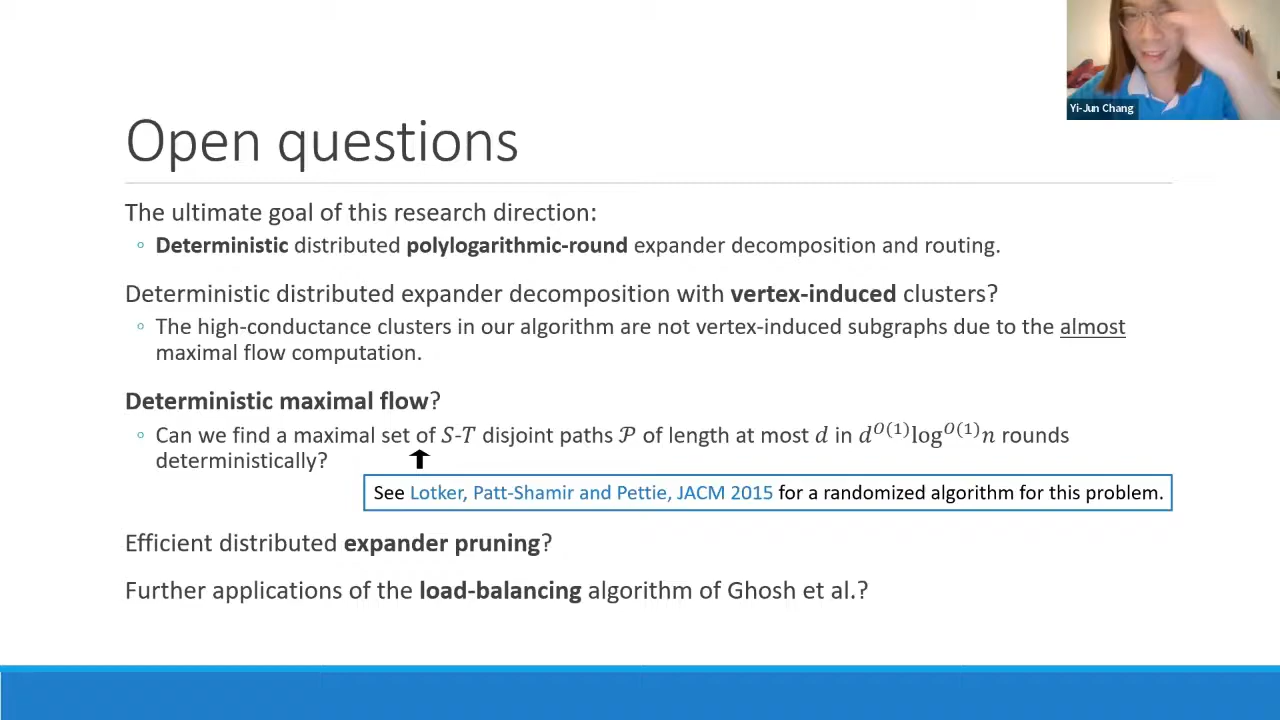 Yi-Jun Chang
Open questions
The ultimate goal of this research direction:
◦ Deterministic distributed polylogarithmic-round expander decomposition and routing.
Deterministic distributed expander decomposition with vertex-induced clusters?
◦ The high-conductance clusters in our algorithm are not vertex-induced subgraphs due to the almost
maximal flow computation.
Deterministic maximal flow?
◦ Can we find a maximal set of 𝑆-𝑇 disjoint paths 𝒫 of length at most 𝑑 in 𝑑^{𝑂(1)}log^{𝑂(1)}𝑛 rounds
deterministically?
See Lotker, Patt-Shamir and Pettie, JACM 2015 for a randomized algorithm for this problem.
Efficient distributed expander pruning?
Further applications of the load-balancing algorithm of Ghosh et al.?